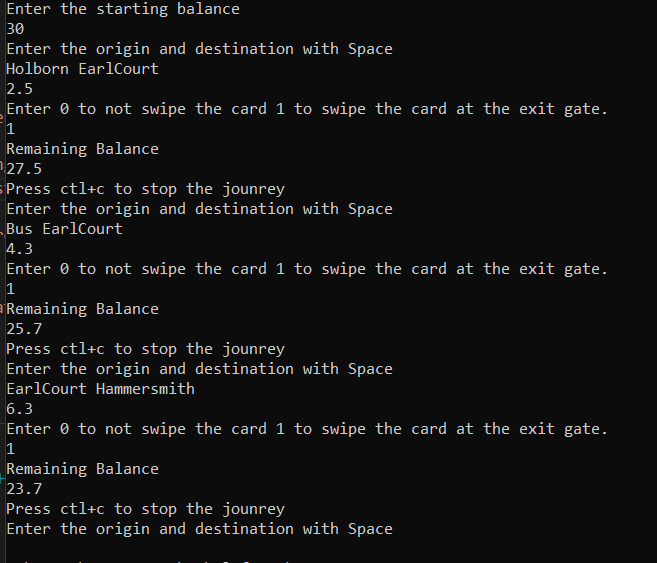 Enter the starting balance
30
Enter the origin and destination with Space
Holborn EarlCourt
2.5
Enter 0 to not swipe the card 1 to swipe the card at the exit gate.
1
Remaining Balance
27.5
Press ctl+c to stop the jounrey
Enter the origin and destination with Space
Bus EarlCourt
4.3
Enter 0 to not swipe the card 1 to swipe the card at the exit gate.
1
Remaining Balance
25.7
Press ctl+c to stop the jounrey
Enter the origin and destination with Space
EarlCourt Hammersmith
6.3
Enter 0 to not swipe the card 1 to swipe the card at the exit gate.
1
Remaining Balance
23.7
Press ctl+c to stop the jounrey
Enter the origin and destination with Space